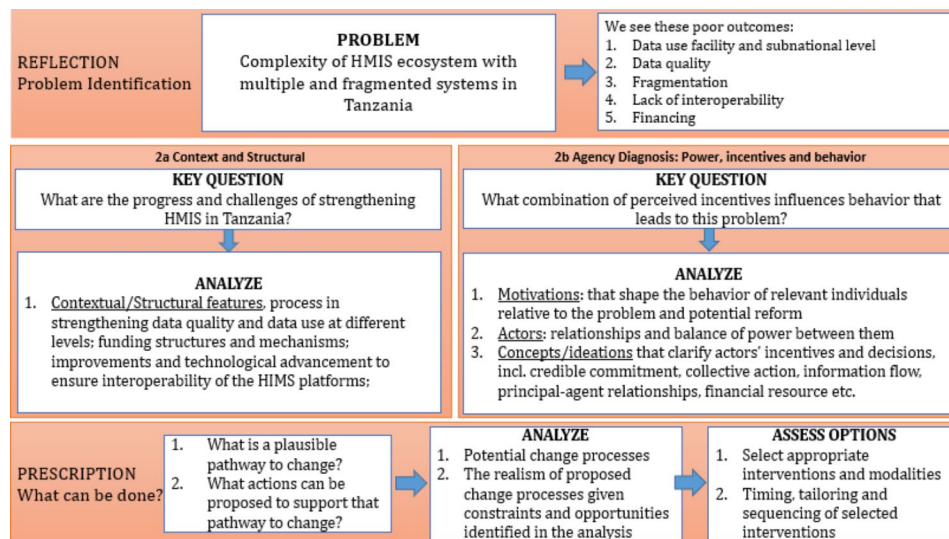 REFLECTION
Problem Identification
PROBLEM
Complexity of HMIS ecosystem with
multiple and fragmented systems in
Tanzania
We see these poor outcomes:
1. Data use facility and subnational level
2. Data quality
3. Fragmentation
4. Lack of interoperability
5. Financing
2a Context and Structural
KEY QUESTION
What are the progress and challenges of strengthening
HMIS in Tanzania?
ANALYZE
1. Contextual/Structural features, process in
strengthening data quality and data use at different
levels; funding structures and mechanisms;
improvements and technological advancement to
ensure interoperability of the HIMS platforms;
2b Agency Diagnosis: Power, incentives and behavior
KEY QUESTION
What combination of perceived incentives influences behavior that
leads to this problem?
ANALYZE
1. Motivations: that shape the behavior of relevant individuals
relative to the problem and potential reform
2. Actors: relationships and balance of power between them
3. Concepts/ideations that clarify actors' incentives and decisions,
incl. credible commitment, collective action, information flow,
principal-agent relationships, financial resource etc.
PRESCRIPTION
What can be done?
1. What is a plausible
pathway to change?
2. What actions can be
proposed to support that
pathway to change?
ANALYZE
1. Potential change processes
2. The realism of proposed
change processes given
constraints and opportunities
identified in the analysis
ASSESS OPTIONS
1. Select appropriate
interventions and modalities
2. Timing, tailoring and
sequencing of selected
interventions